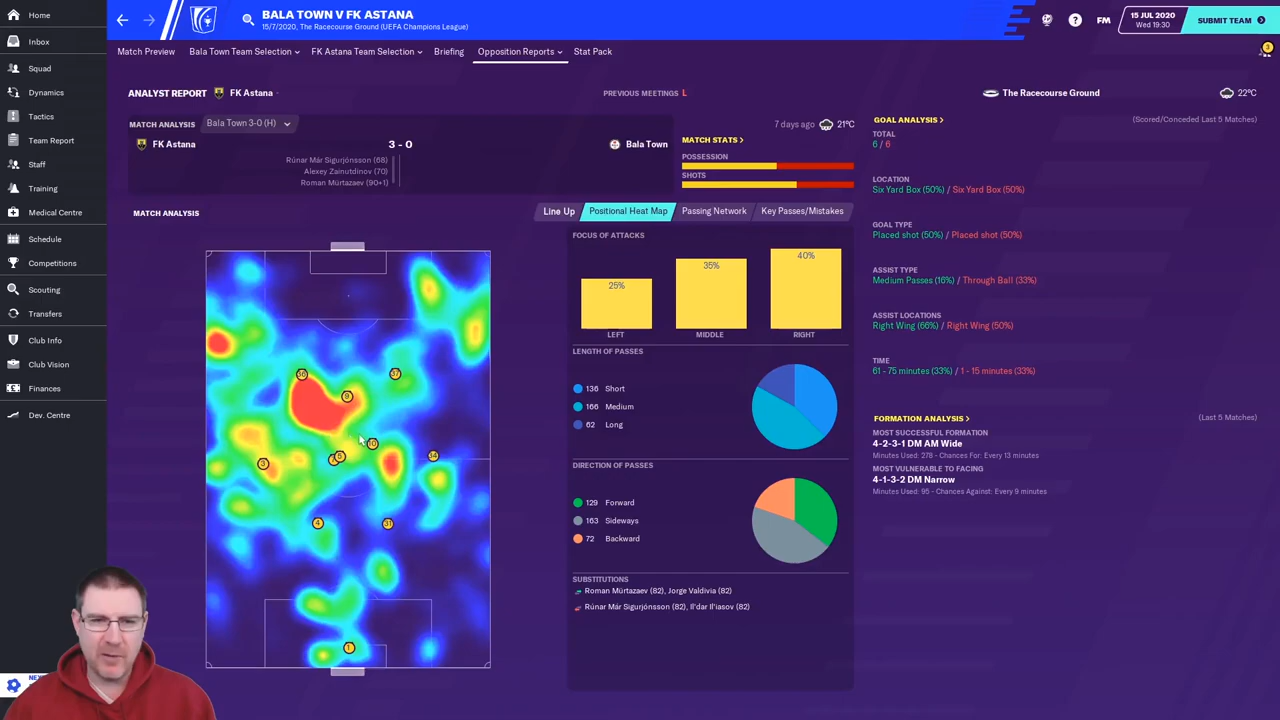 Home
Inbox
Squad
Dynamics
Tactics
Team Report
Staff
Training
Medical Centre
Schedule
Competitions
Scouting
Transfers
Club Info
Club Vision
Finances
Dev. Centre
BALA TOWN V FK ASTANA
15/7/2020, The Racecourse Ground (UEFA Champions League)
? FM
15 JUL 2020
Wed 19:30
SUBMIT TEAM
Match Preview Bala Town Team Selection FK Astana Team Selection Briefing Opposition Reports Stat Pack
3
ANALYST REPORT FK Astana
PREVIOUS MEETINGS L
The Racecourse Ground
22ºC
MATCH ANALYSIS Bala Town 3-0 (H)
7 days ago 21ºC
FK Astana 3 - 0 Bala Town
Rúnar Már Sigurjónsson (68)
Alexey Zainutdinov (70)
Roman Mürtazaev (90+1)
MATCH STATS >
POSSESSION
SHOTS
MATCH ANALYSIS
Line Up Positional Heat Map Passing Network Key Passes/Mistakes
37
9
3
5
4
31
1
FOCUS OF ATTACKS
25% 35% 40%
LEFT MIDDLE RIGHT
LENGTH OF PASSES
136 Short
166 Medium
62 Long
DIRECTION OF PASSES
129 Forward
163 Sideways
72 Backward
SUBSTITUTIONS
Roman Mürtazaev (82), Jorge Valdivia (82)
Rúnar Már Sigurjónsson (82), Il'dar Il'iasov (82)
GOAL ANALYSIS >
(Scored/Conceded Last 5 Matches)
TOTAL
6 / 6
LOCATION
Six Yard Box (50%) / Six Yard Box (50%)
GOAL TYPE
Placed shot (50%) / Placed shot (50%)
ASSIST TYPE
Medium Passes (16%) / Through Ball (33%)
ASSIST LOCATIONS
Right Wing (66%) / Right Wing (50%)
TIME
61 - 75 minutes (33%) / 1 - 15 minutes (33%)
FORMATION ANALYSIS >
(Last 5 Matches)
MOST SUCCESSFUL FORMATION
4-2-3-1 DM AM Wide
Minutes Used: 278 - Chances For: Every 13 minutes
MOST VULNERABLE TO FACING
4-1-3-2 DM Narrow
Minutes Used: 95 - Chances Against: Every 9 minutes